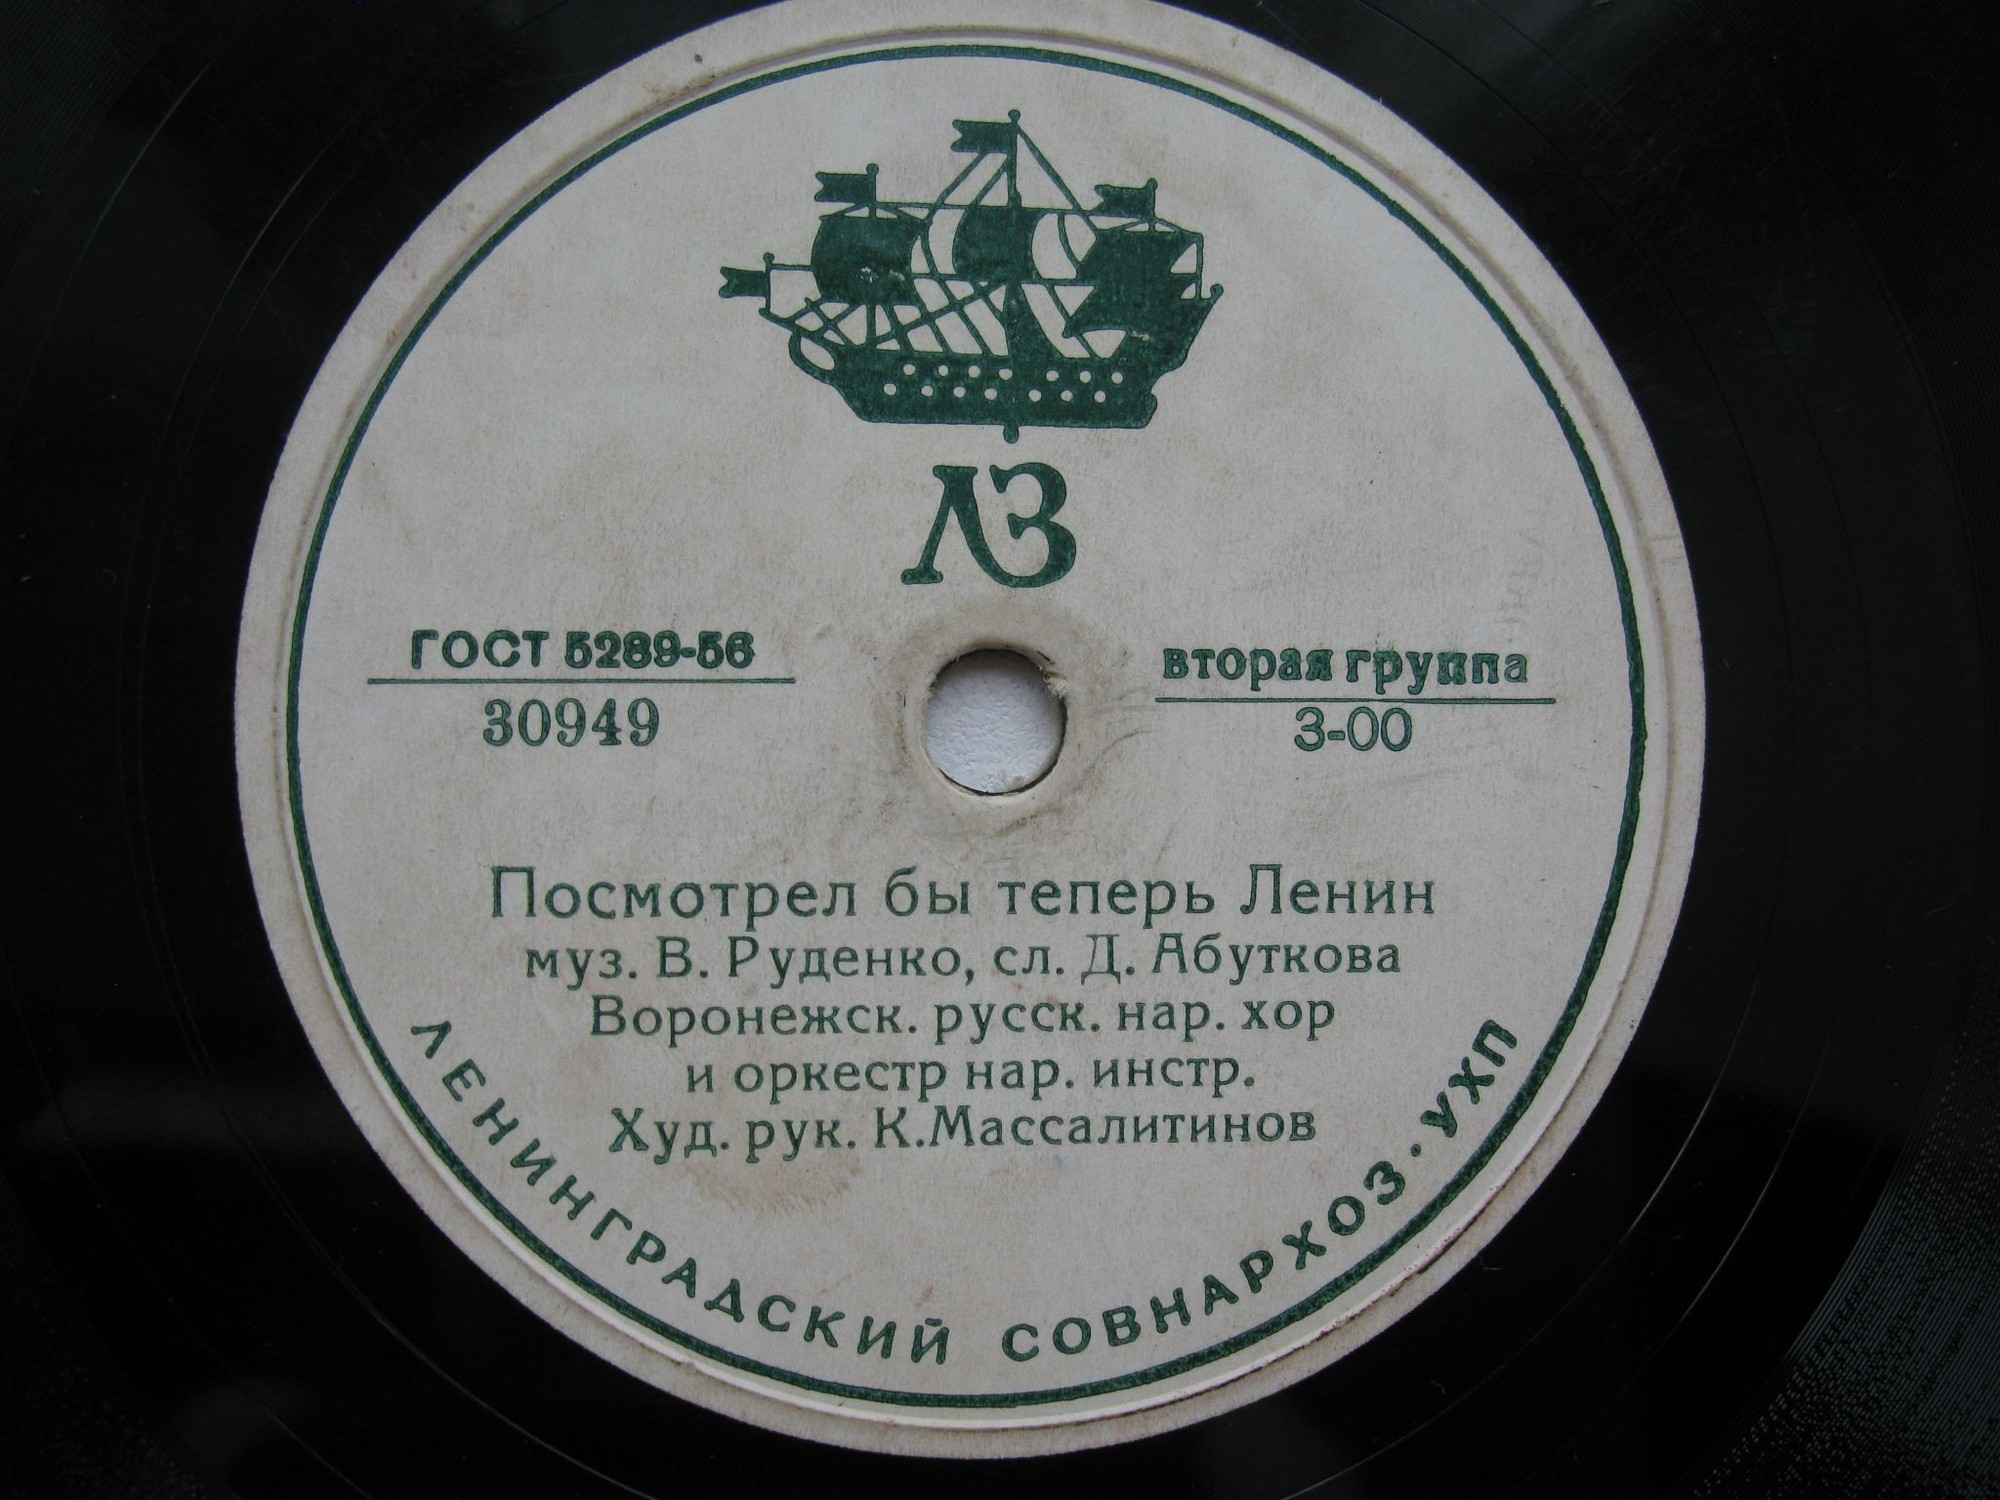 ЛЗ
ГОСТ 5289-56
30949
вторая группа
3-00
Посмотрел бы теперь Ленин
муз. В. Руденко, сл. Д. Абуткова
Воронежск. русск. нар. хор
и оркестр нар. инстр.
Худ. рук. К.Массалитинов
ЛЕНИНГРАДСКИЙ СОВНАРХОЗ. УХП